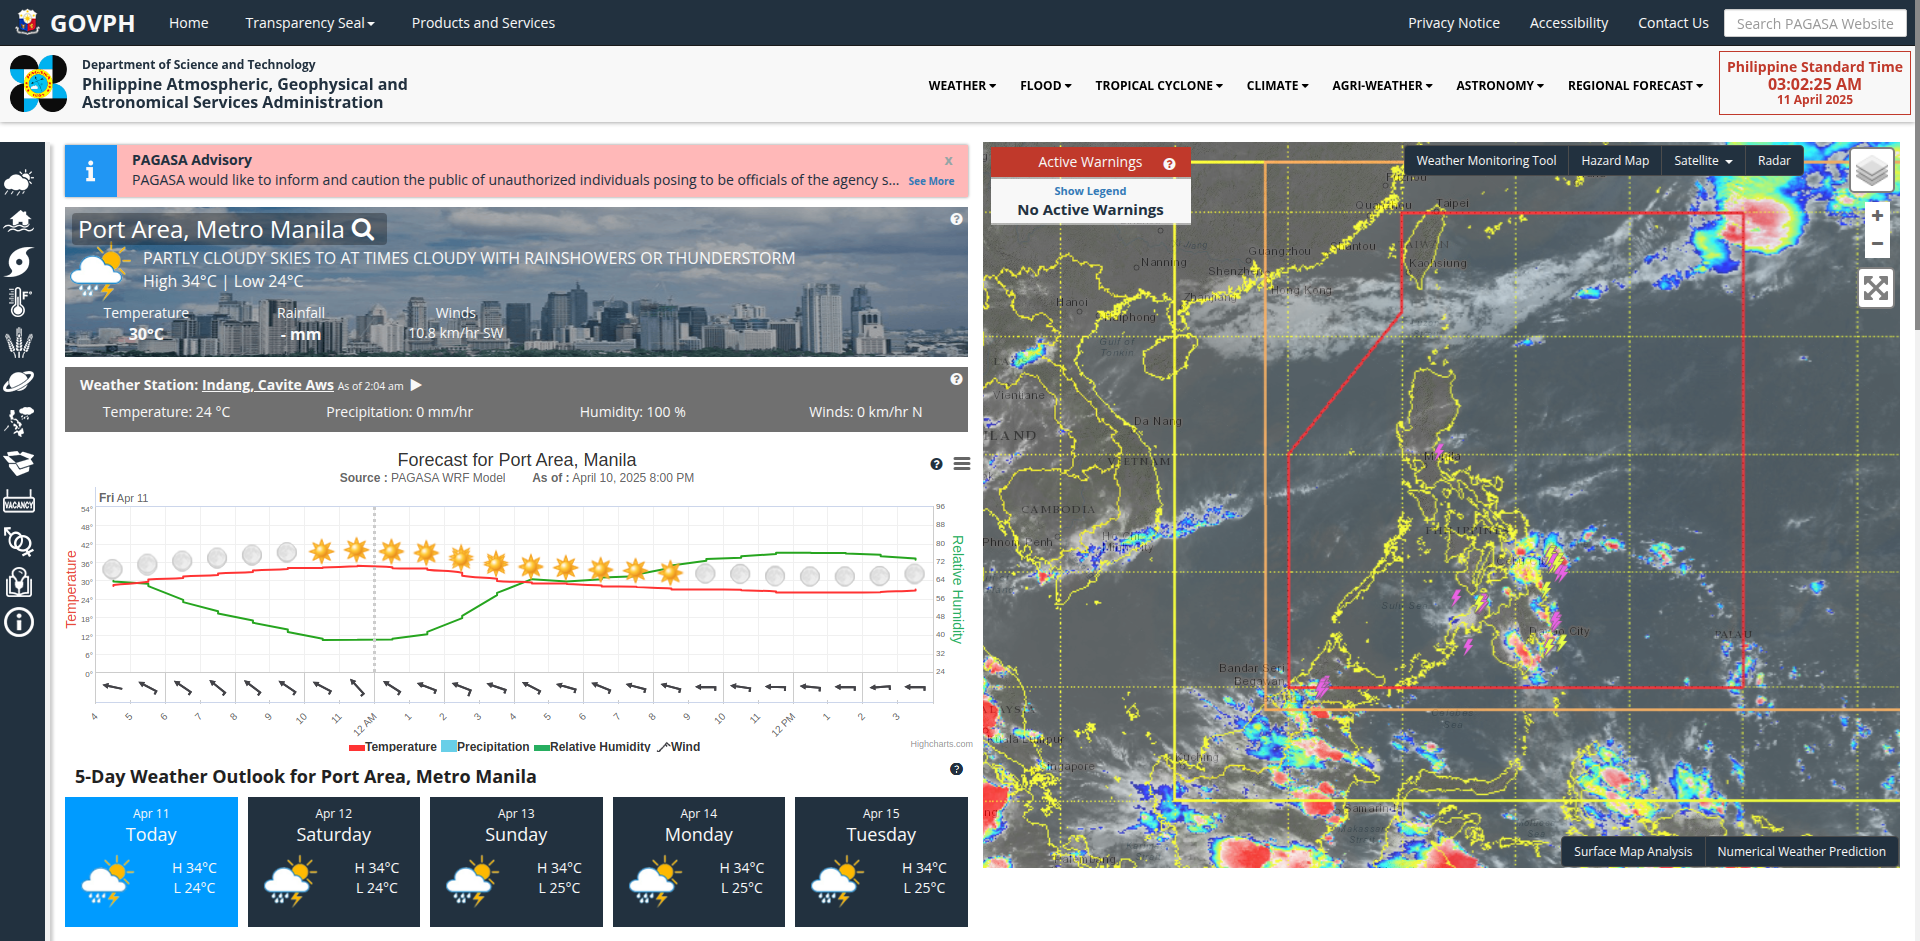 GOVPH
Home
Transparency Seal
Products and Services
Privacy Notice
Accessibility
Contact Us
Search PAGASA Website
Department of Science and Technology
Philippine Atmospheric, Geophysical and
Astronomical Services Administration
WEATHER
FLOOD
TROPICAL CYCLONE
CLIMATE
AGRI-WEATHER
ASTRONOMY
REGIONAL FORECAST
Philippine Standard Time
03:02:25 AM
11 April 2025
PAGASA Advisory
x
PAGASA would like to inform and caution the public of unauthorized individuals posing to be officials of the agency s... See More
Port Area, Metro Manila
PARTLY CLOUDY SKIES TO AT TIMES CLOUDY WITH RAINSHOWERS OR THUNDERSTORM
High 34°C | Low 24°C
Temperature
30°C
Rainfall
- mm
Winds
10.8 km/hr SW
Weather Station: Indang, Cavite Aws As of 2:04 am
Temperature: 24 °C
Precipitation: 0 mm/hr
Humidity: 100 %
Winds: 0 km/hr N
Forecast for Port Area, Manila
Source : PAGASA WRF Model As of : April 10, 2025 8:00 PM
Fri Apr 11
54°
48°
42°
36°
30°
24°
18°
12°
6°
0°
Temperature
96
88
80
72
64
56
48
40
32
24
Relative Humidity
4 5 6 7 8 9 10 11 12 AM 1 2 3 4 5 6 7 8 9 10 11 12 PM 1 2 3
Temperature Precipitation Relative Humidity Wind
Highcharts.com
5-Day Weather Outlook for Port Area, Metro Manila
Apr 11
Today
H 34°C
L 24°C
Apr 12
Saturday
H 34°C
L 24°C
Apr 13
Sunday
H 34°C
L 25°C
Apr 14
Monday
H 34°C
L 25°C
Apr 15
Tuesday
H 34°C
L 25°C
VACANCY
Active Warnings
Show Legend
No Active Warnings
Weather Monitoring Tool
Hazard Map
Satellite
Radar
+
−
Taipei
TAIWAN
Kaohsiung
Guangzhou
Shenzhen
Hong Kong
Nanning
Hanoi
Haiphong
Gulf of
Tonkin
Vientiane
Da Nang
VIETNAM
CAMBODIA
Phnom Penh
Manila
Davao City
PALAU
Bandar Seri
Begawan
Kuala Lumpur
Singapore
Kuching
Samarinda
Surface Map Analysis
Numerical Weather Prediction